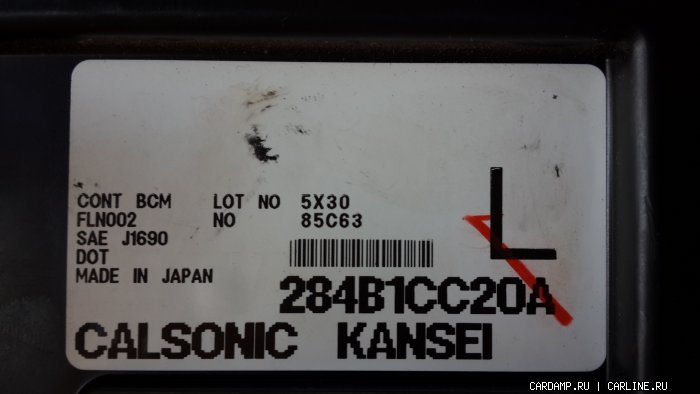 CONT BCM LOT NO 5X30
FLN002 NO 85C63
SAE J1690
DOT
MADE IN JAPAN
L
284B1CC20A
CALSONIC KANSEI
CARDAMP.RU | CARLINE.RU